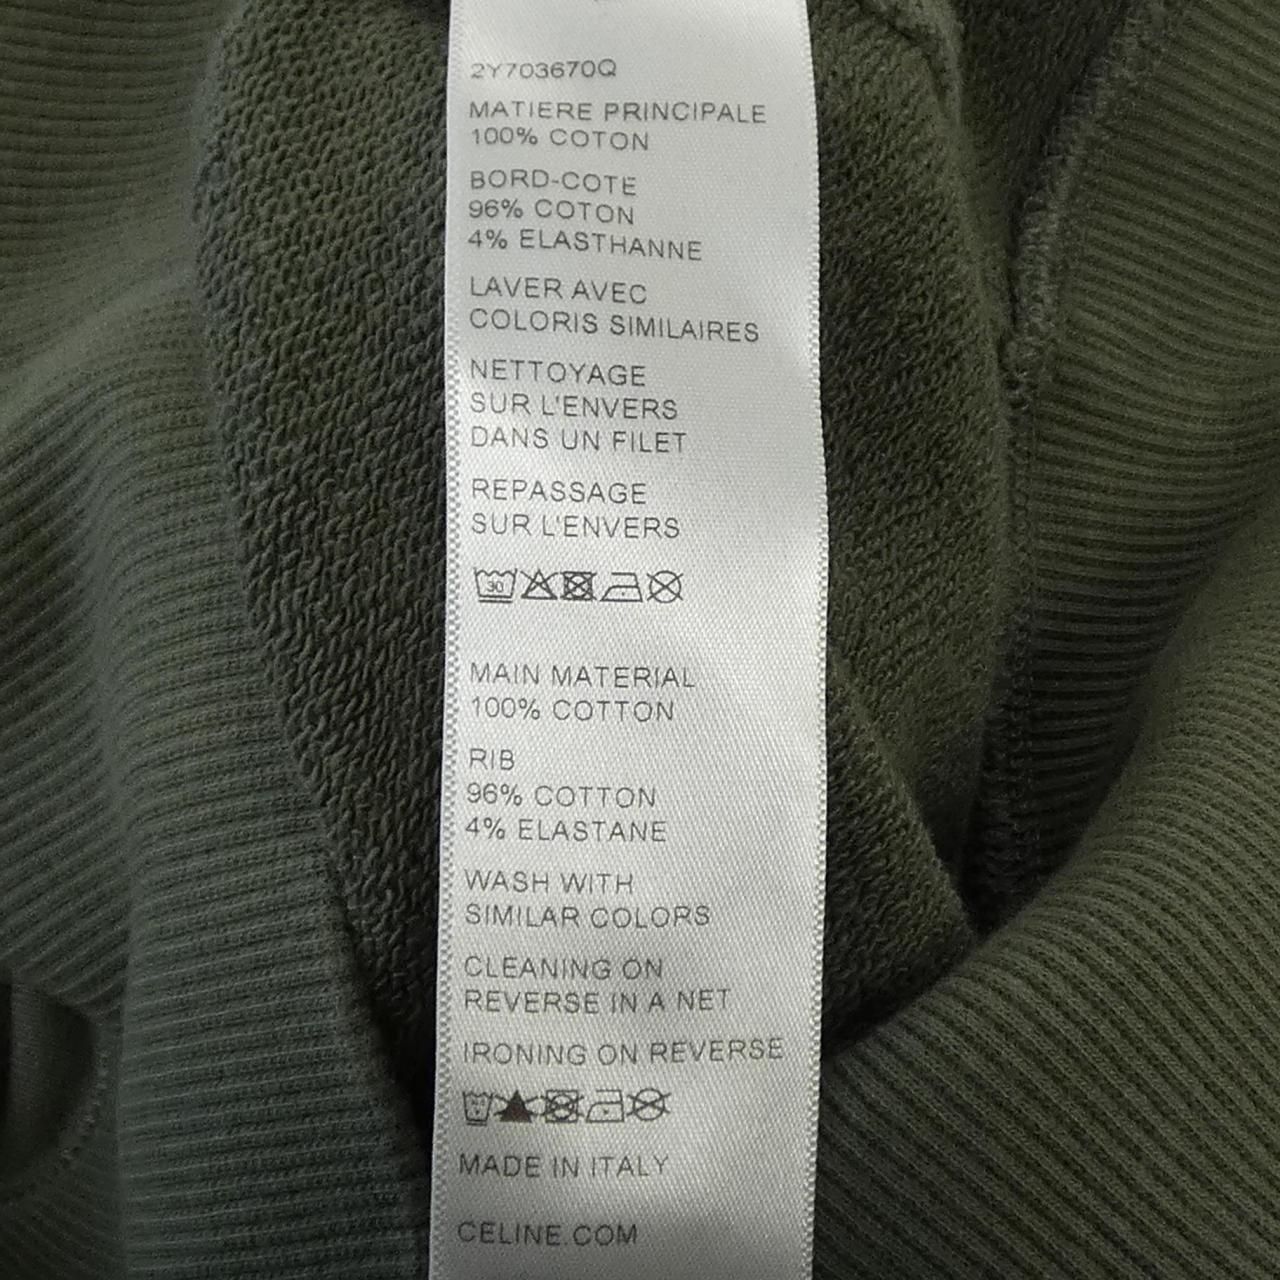 2Y703670Q
MATIERE PRINCIPALE
100% COTON
BORD-COTE
96% COTON
4% ELASTHANNE
LAVER AVEC
COLORIS SIMILAIRES
NETTOYAGE
SUR L'ENVERS
DANS UN FILET
REPASSAGE
SUR L'ENVERS
30
MAIN MATERIAL
100% COTTON
RIB
96% COTTON
4% ELASTANE
WASH WITH
SIMILAR COLORS
CLEANING ON
REVERSE IN A NET
IRONING ON REVERSE
MADE IN ITALY
CELINE.COM